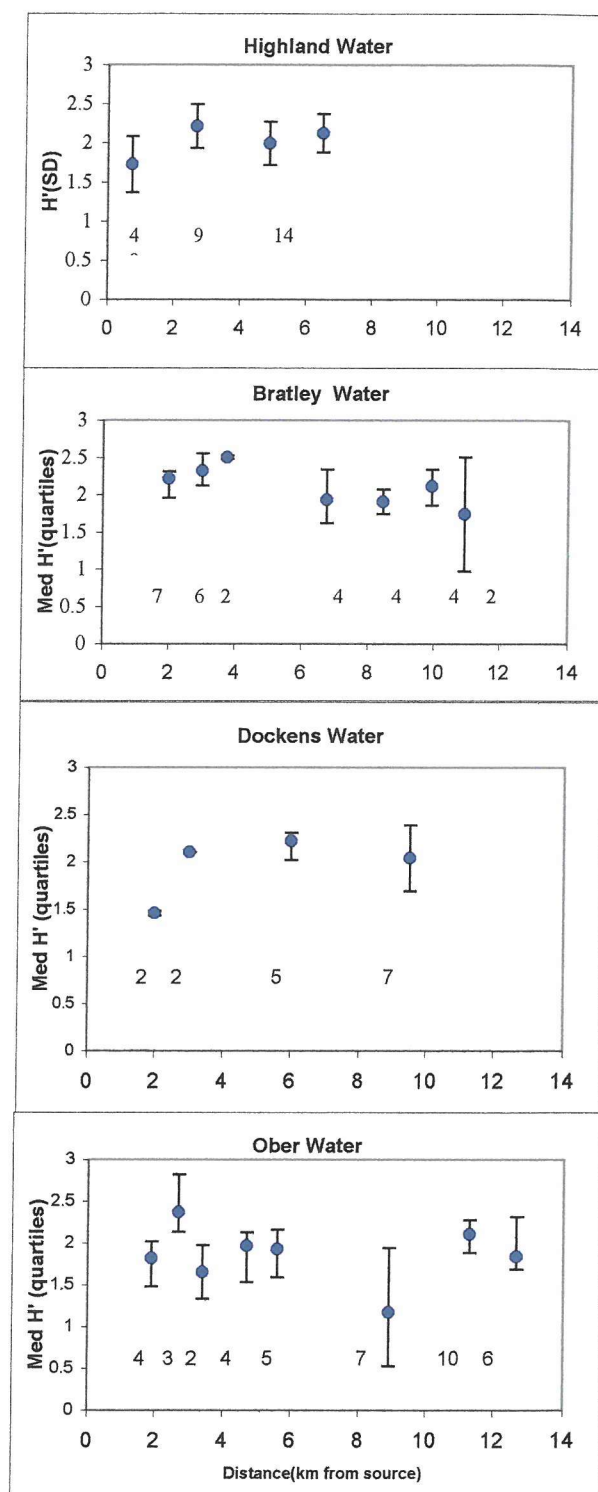 Highland Water
H'(SD)
3
2.5
2
1.5
1
0.5
0
4 9 14
0 2 4 6 8 10 12 14
Bratley Water
Med H'(quartiles)
3
2.5
2
1.5
1
0.5
0
7 6 2 4 4 4 2
0 2 4 6 8 10 12 14
Dockens Water
Med H' (quartiles)
3
2.5
2
1.5
1
0.5
0
2 2 5 7
0 2 4 6 8 10 12 14
Ober Water
Med H' (quartiles)
3
2.5
2
1.5
1
0.5
0
4 3 2 4 5 7 10 6
0 2 4 6 8 10 12 14
Distance(km from source)